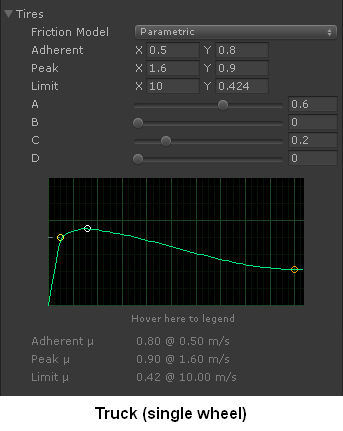 Tires
Friction Model Parametric
Adherent X 0.5 Y 0.8
Peak X 1.6 Y 0.9
Limit X 10 Y 0.424
A 0.6
B 0
C 0.2
D 0
Hover here to legend
Adherent μ 0.80 @ 0.50 m/s
Peak μ 0.90 @ 1.60 m/s
Limit μ 0.42 @ 10.00 m/s
Truck (single wheel)